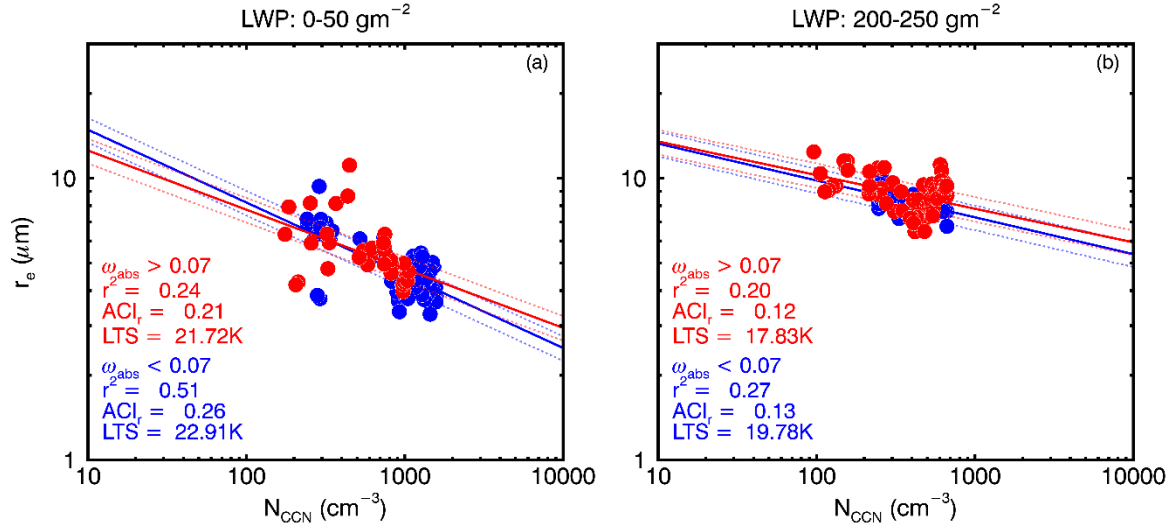 LWP: 0-50 gm⁻²
(a)
10
1
r_e (μm)
ω_abs > 0.07
r² = 0.24
ACI_r = 0.21
LTS = 21.72K
ω_abs < 0.07
r² = 0.51
ACI_r = 0.26
LTS = 22.91K
10 100 1000 10000
N_CCN (cm⁻³)
LWP: 200-250 gm⁻²
(b)
10
1
ω_abs > 0.07
r² = 0.20
ACI_r = 0.12
LTS = 17.83K
ω_abs < 0.07
r² = 0.27
ACI_r = 0.13
LTS = 19.78K
10 100 1000 10000
N_CCN (cm⁻³)